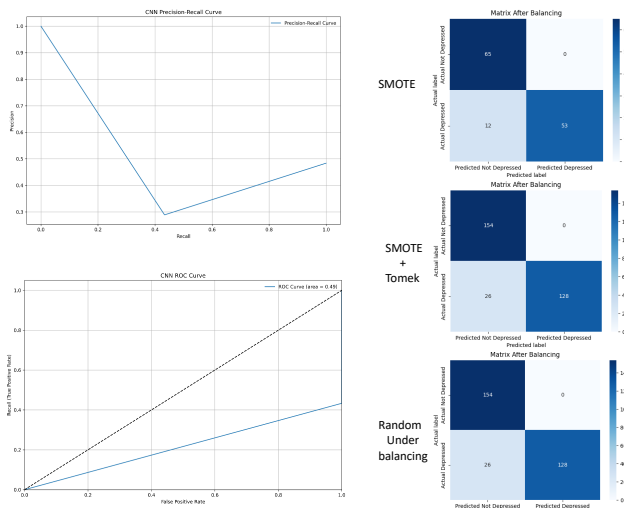 CNN Precision-Recall Curve
Precision-Recall Curve
1.0
0.9
0.8
0.7
0.6
0.5
0.4
0.3
Precision
0.0 0.2 0.4 0.6 0.8 1.0
Recall
CNN ROC Curve
ROC Curve (area = 0.49)
1.0
0.8
0.6
0.4
0.2
0.0
Recall (True Positive Rate)
0.0 0.2 0.4 0.6 0.8 1.0
False Positive Rate
SMOTE
Matrix After Balancing
Actual label
Actual Not Depressed
Actual Depressed
65 0
12 53
Predicted Not Depressed Predicted Depressed
Predicted label
SMOTE
+
Tomek
Matrix After Balancing
Actual label
Actual Not Depressed
Actual Depressed
154 0
26 128
Predicted Not Depressed Predicted Depressed
Predicted label
Random
Under
balancing
Matrix After Balancing
Actual label
Actual Not Depressed
Actual Depressed
154 0
26 128
Predicted Not Depressed Predicted Depressed